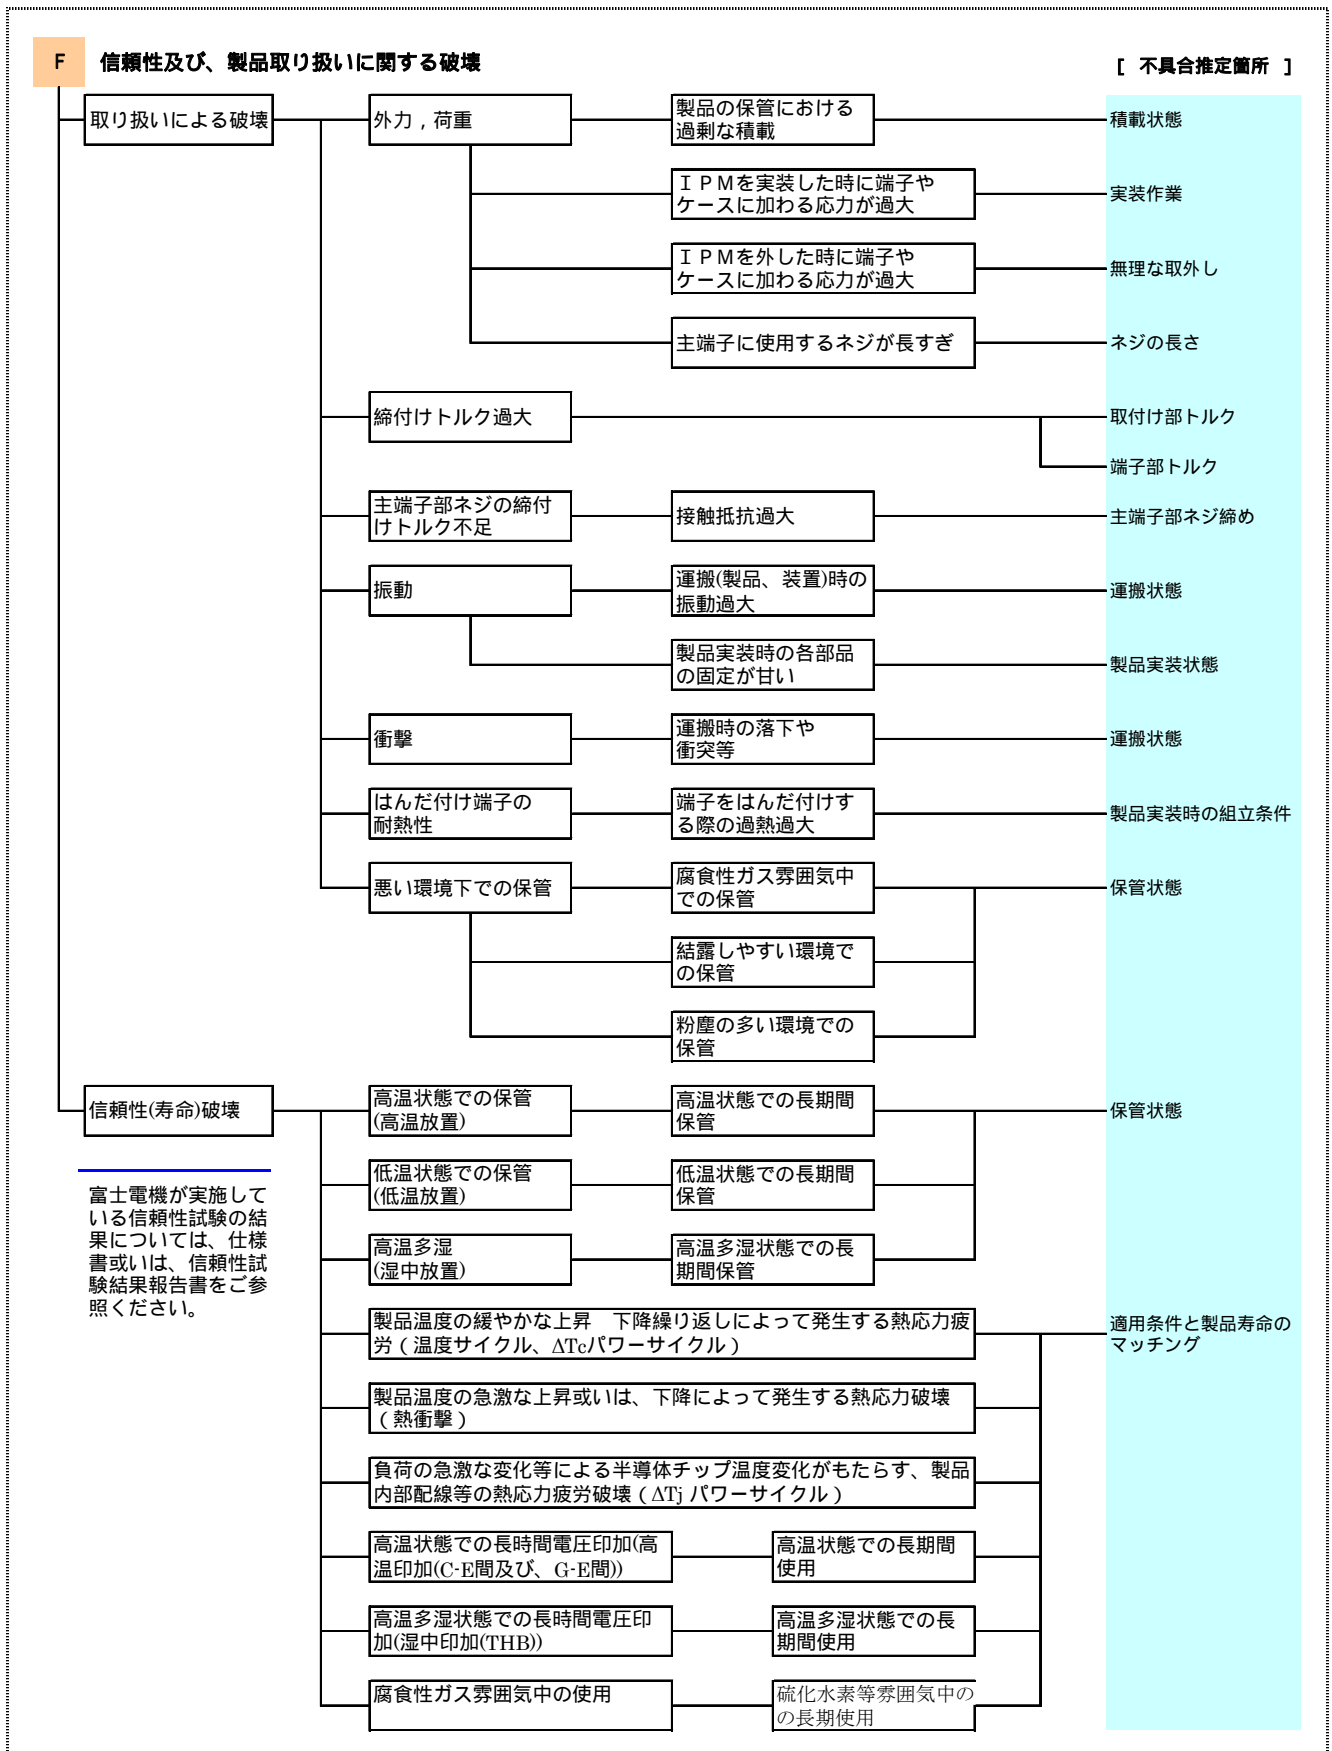 F 信頼性及び、製品取り扱いに関する破壊
[ 不具合推定箇所 ]
取り扱いによる破壊
外力 , 荷重
製品の保管における
過剰な積載
積載状態
ＩＰＭを実装した時に端子や
ケースに加わる応力が過大
実装作業
ＩＰＭを外した時に端子や
ケースに加わる応力が過大
無理な取外し
主端子に使用するネジが長すぎ
ネジの長さ
締付けトルク過大
取付け部トルク
端子部トルク
主端子部ネジの締付
けトルク不足
接触抵抗過大
主端子部ネジ締め
振動
運搬(製品、装置)時の
振動過大
運搬状態
製品実装時の各部品
の固定が甘い
製品実装状態
衝撃
運搬時の落下や
衝突等
運搬状態
はんだ付け端子の
耐熱性
端子をはんだ付けす
る際の過熱過大
製品実装時の組立条件
悪い環境下での保管
腐食性ガス雰囲気中
での保管
保管状態
結露しやすい環境で
の保管
粉塵の多い環境での
保管
信頼性(寿命)破壊
高温状態での保管
(高温放置)
高温状態での長期間
保管
保管状態
低温状態での保管
(低温放置)
低温状態での長期間
保管
富士電機が実施して
いる信頼性試験の結
果については、仕様
書或いは、信頼性試
験結果報告書をご参
照ください。
高温多湿
(湿中放置)
高温多湿状態での長
期間保管
製品温度の緩やかな上昇　下降繰り返しによって発生する熱応力疲
労 ( 温度サイクル、ΔTcパワーサイクル )
適用条件と製品寿命の
マッチング
製品温度の急激な上昇或いは、下降によって発生する熱応力破壊
( 熱衝撃 )
負荷の急激な変化等による半導体チップ温度変化がもたらす、製品
内部配線等の熱応力疲労破壊 ( ΔTj パワーサイクル )
高温状態での長時間電圧印加(高
温印加(C-E間及び、G-E間))
高温状態での長期間
使用
高温多湿状態での長時間電圧印
加(湿中印加(THB))
高温多湿状態での長
期間使用
腐食性ガス雰囲気中の使用
硫化水素等雰囲気中の
の長期使用